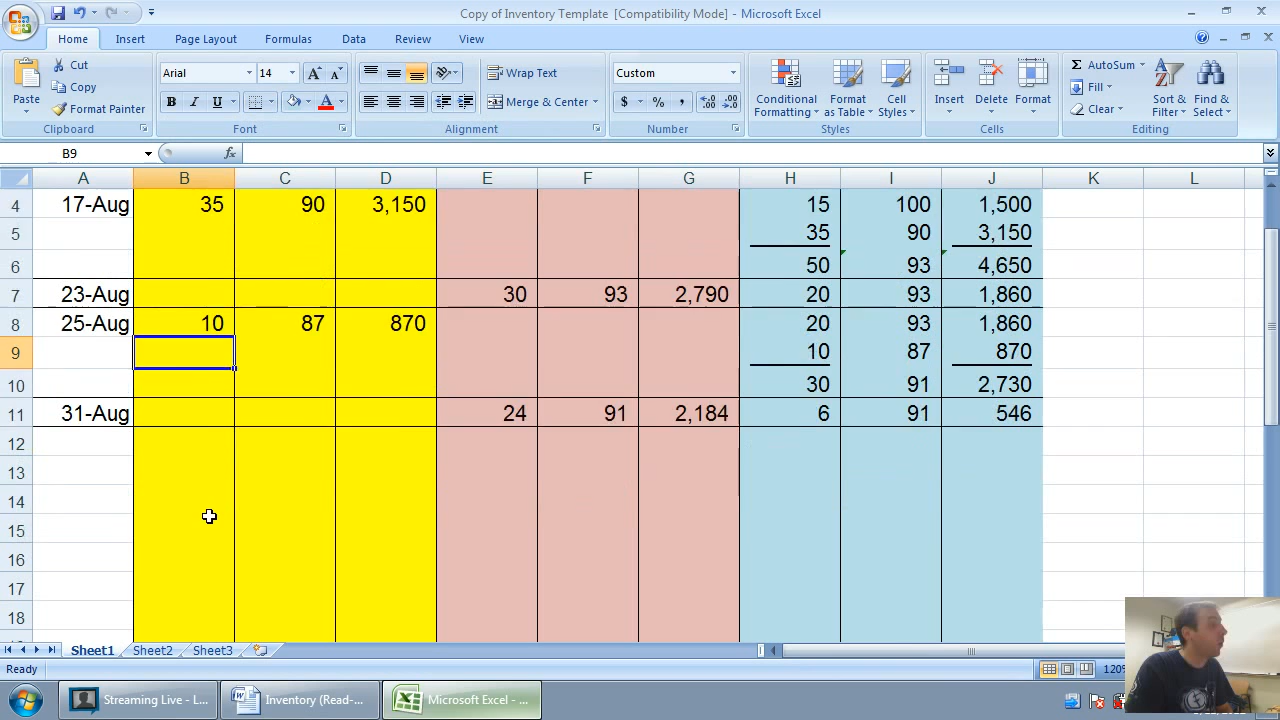 Copy of Inventory Template [Compatibility Mode] - Microsoft Excel
Home Insert Page Layout Formulas Data Review View
Paste Cut Copy Format Painter Clipboard
Arial 14 A A B I U A Font
Wrap Text Merge & Center Alignment
Custom $ % , .0 .00 .00 .0 Number
Conditional Formatting Format as Table Cell Styles Styles
Insert Delete Format Cells
Σ AutoSum Fill Clear Sort & Filter Find & Select Editing
B9 fx
A B C D E F G H I J K L
4 17-Aug 35 90 3,150 15 100 1,500
5 35 90 3,150
6 50 93 4,650
7 23-Aug 30 93 2,790 20 93 1,860
8 25-Aug 10 87 870 20 93 1,860
9 10 87 870
10 30 91 2,730
11 31-Aug 24 91 2,184 6 91 546
12
13
14
15
16
17
18
Sheet1 Sheet2 Sheet3
Ready 120%
Streaming Live - L... Inventory (Read-... Microsoft Excel - ...